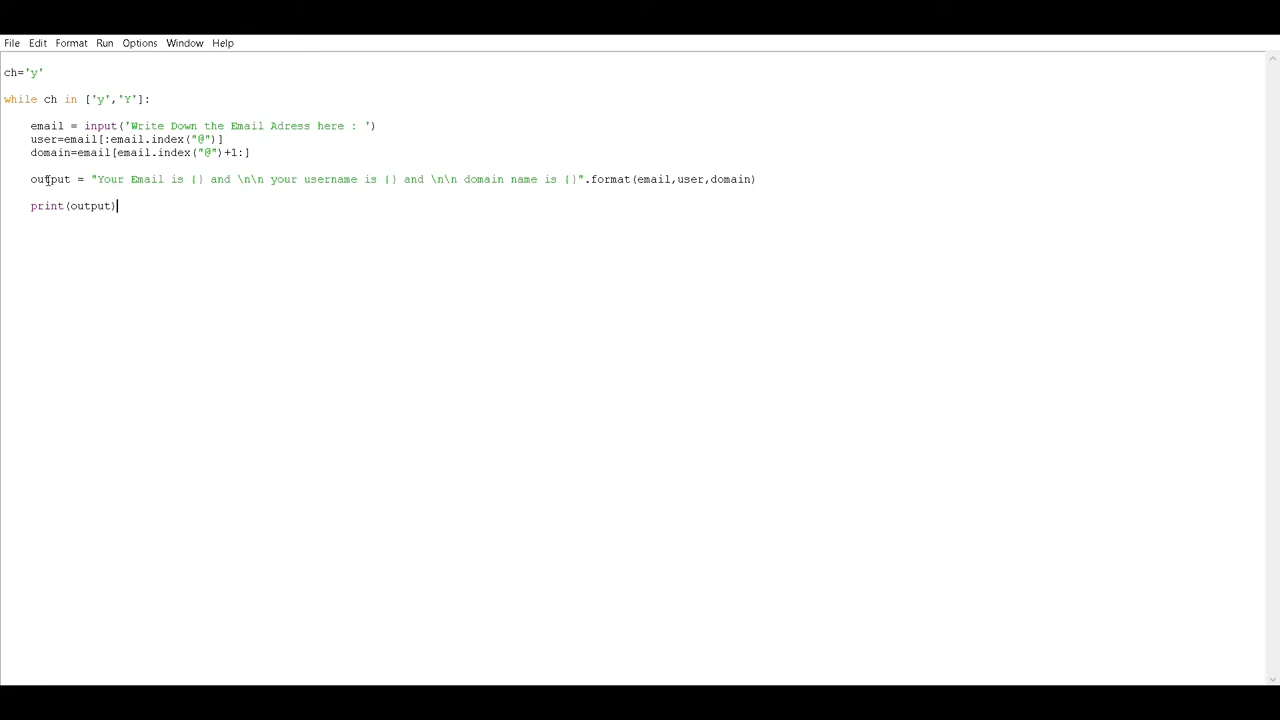 File Edit Format Run Options Window Help
ch='y'
while ch in ['y','Y']:
email = input('Write Down the Email Adress here : ')
user=email[:email.index("@")]
domain=email[email.index("@")+1:]
output = "Your Email is {} and \n\n your username is {} and \n\n domain name is {}".format(email,user,domain)
print(output)